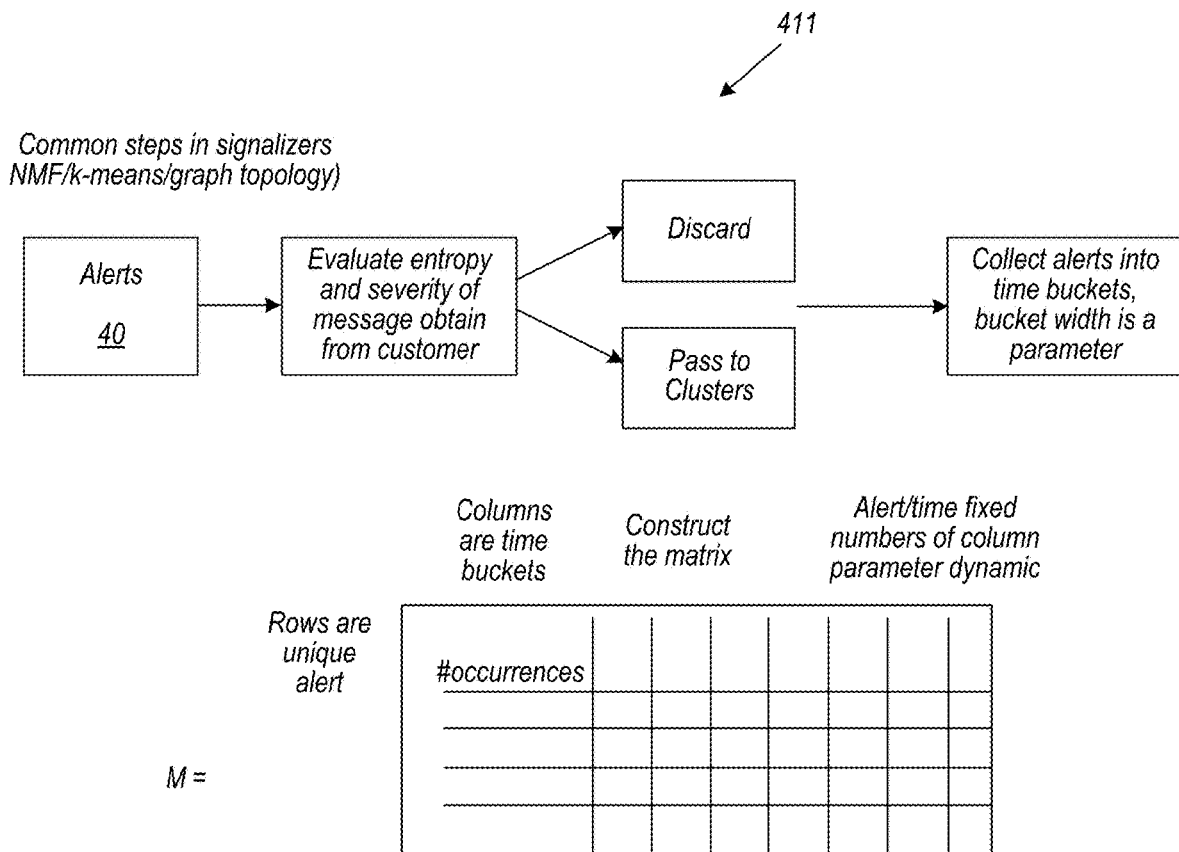 411
Common steps in signalizers
NMF/k-means/graph topology)
Alerts
40
Evaluate entropy
and severity of
message obtain
from customer
Discard
Pass to
Clusters
Collect alerts into
time buckets,
bucket width is a
parameter
Columns
are time
buckets
Construct
the matrix
Alert/time fixed
numbers of column
parameter dynamic
Rows are
unique
alert
#occurrences
M =